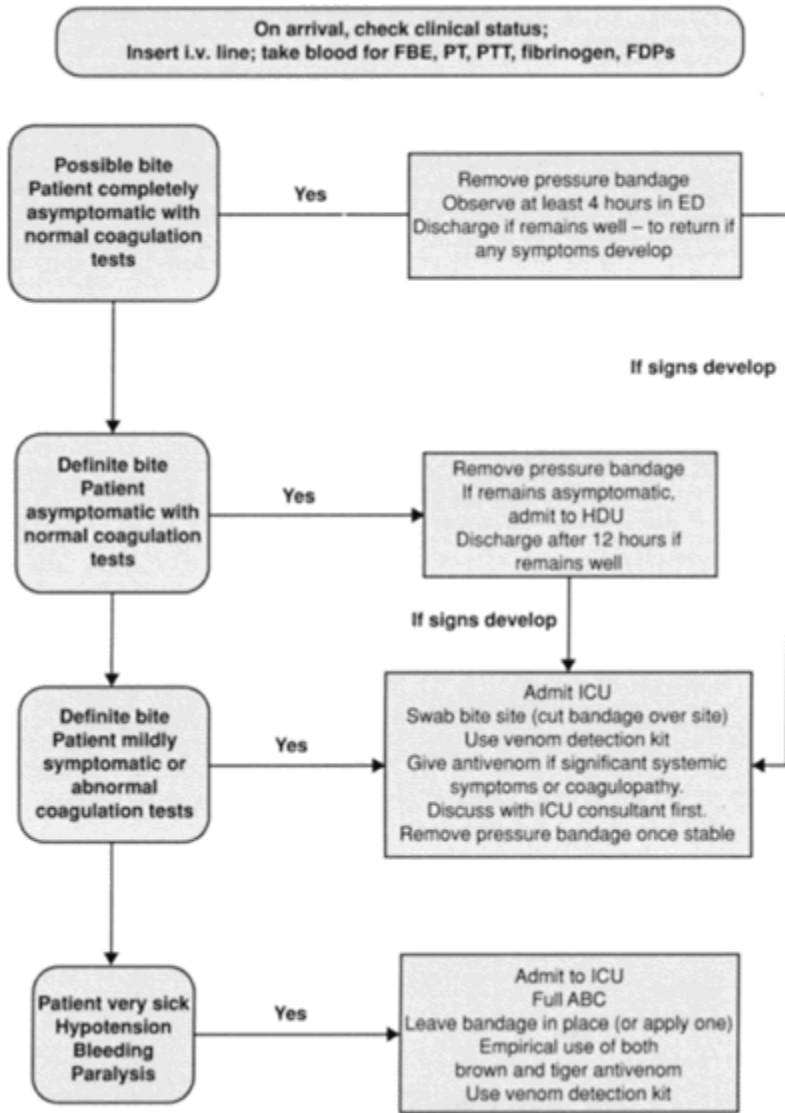 On arrival, check clinical status;
Insert i.v. line; take blood for FBE, PT, PTT, fibrinogen, FDPs
Possible bite
Patient completely
asymptomatic with
normal coagulation
tests
Yes
Remove pressure bandage
Observe at least 4 hours in ED
Discharge if remains well – to return if
any symptoms develop
If signs develop
Definite bite
Patient
asymptomatic with
normal coagulation
tests
Yes
Remove pressure bandage
If remains asymptomatic,
admit to HDU
Discharge after 12 hours if
remains well
If signs develop
Definite bite
Patient mildly
symptomatic or
abnormal
coagulation tests
Yes
Admit ICU
Swab bite site (cut bandage over site)
Use venom detection kit
Give antivenom if significant systemic
symptoms or coagulopathy.
Discuss with ICU consultant first.
Remove pressure bandage once stable
Patient very sick
Hypotension
Bleeding
Paralysis
Yes
Admit to ICU
Full ABC
Leave bandage in place (or apply one)
Empirical use of both
brown and tiger antivenom
Use venom detection kit